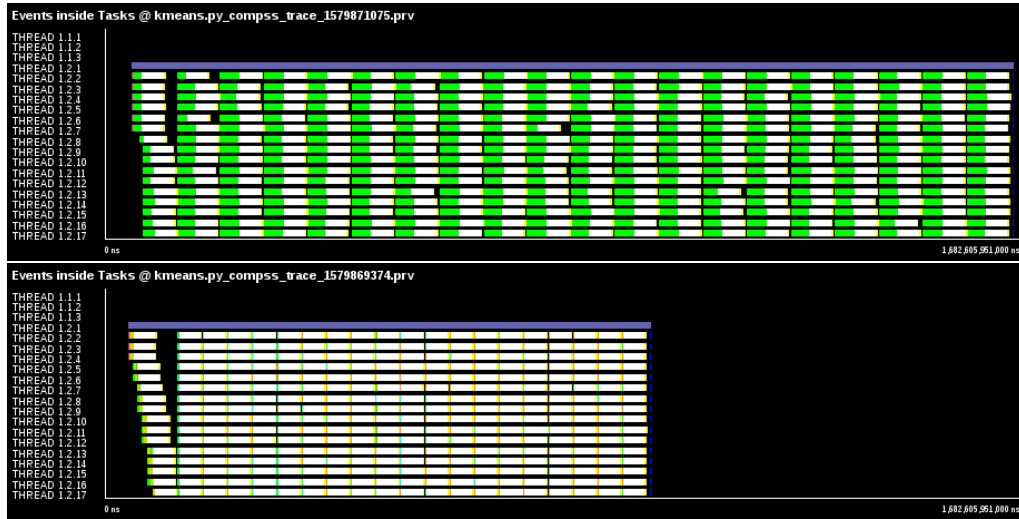 Events inside Tasks @ kmeans.py_compss_trace_1579871075.prv
THREAD 1.1.1
THREAD 1.1.2
THREAD 1.1.3
THREAD 1.2.1
THREAD 1.2.2
THREAD 1.2.3
THREAD 1.2.4
THREAD 1.2.5
THREAD 1.2.6
THREAD 1.2.7
THREAD 1.2.8
THREAD 1.2.9
THREAD 1.2.10
THREAD 1.2.11
THREAD 1.2.12
THREAD 1.2.13
THREAD 1.2.14
THREAD 1.2.15
THREAD 1.2.16
THREAD 1.2.17
0 ns 1,682,605,951,000 ns
Events inside Tasks @ kmeans.py_compss_trace_1579869374.prv
THREAD 1.1.1
THREAD 1.1.2
THREAD 1.1.3
THREAD 1.2.1
THREAD 1.2.2
THREAD 1.2.3
THREAD 1.2.4
THREAD 1.2.5
THREAD 1.2.6
THREAD 1.2.7
THREAD 1.2.8
THREAD 1.2.9
THREAD 1.2.10
THREAD 1.2.11
THREAD 1.2.12
THREAD 1.2.13
THREAD 1.2.14
THREAD 1.2.15
THREAD 1.2.16
THREAD 1.2.17
0 ns 1,682,605,951,000 ns